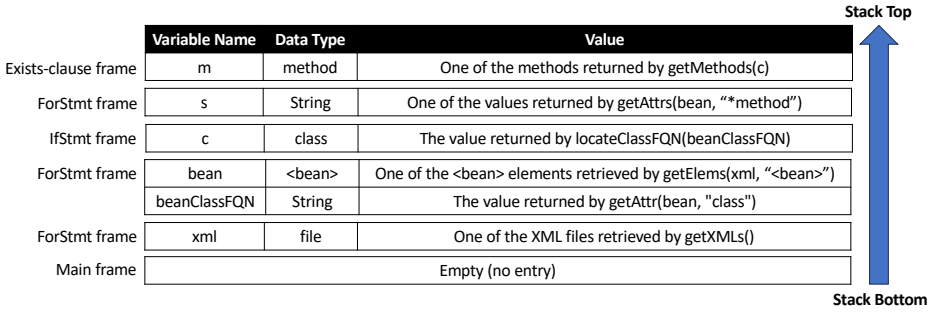 Stack Top
Variable Name Data Type Value
Exists-clause frame m method One of the methods returned by getMethods(c)
ForStmt frame s String One of the values returned by getAttrs(bean, “*method”)
IfStmt frame c class The value returned by locateClassFQN(beanClassFQN)
ForStmt frame bean <bean> One of the <bean> elements retrieved by getElems(xml, “<bean>”)
beanClassFQN String The value returned by getAttr(bean, "class")
ForStmt frame xml file One of the XML files retrieved by getXMLs()
Main frame Empty (no entry)
Stack Bottom